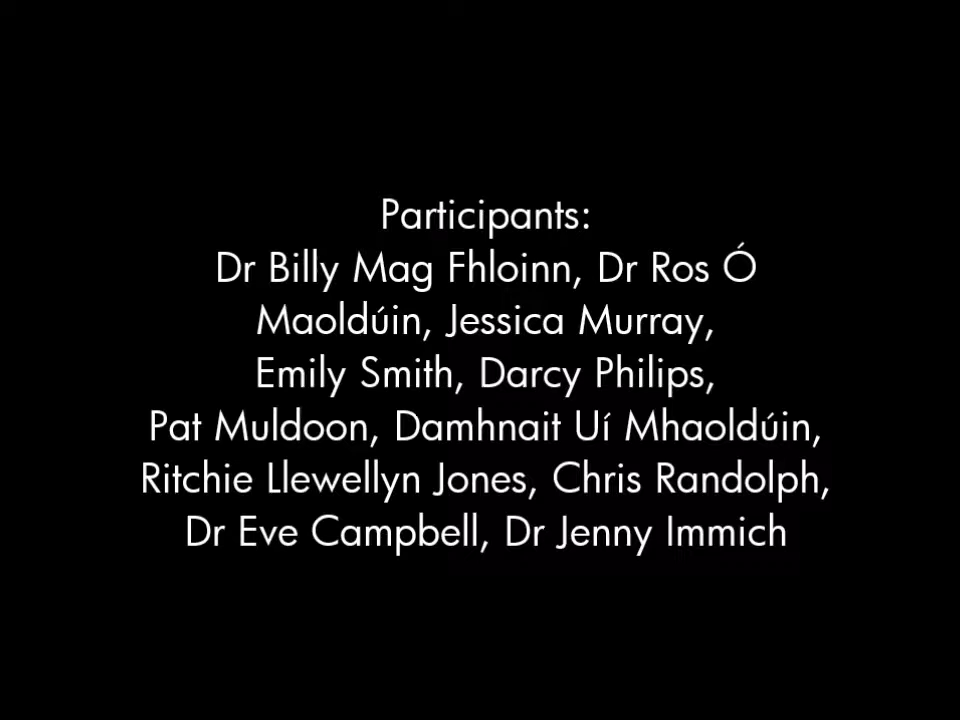 Participants:
Dr Billy Mag Fhloinn, Dr Ros Ó
Maoldúin, Jessica Murray,
Emily Smith, Darcy Philips,
Pat Muldoon, Damhnait Uí Mhaoldúin,
Ritchie Llewellyn Jones, Chris Randolph,
Dr Eve Campbell, Dr Jenny Immich